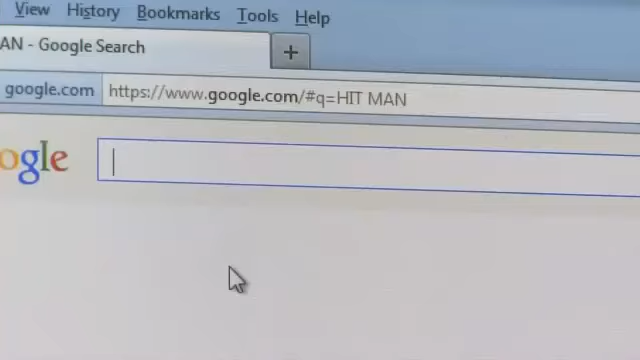 View History Bookmarks Tools Help
AN - Google Search +
google.com https://www.google.com/#q=HIT MAN
ogle